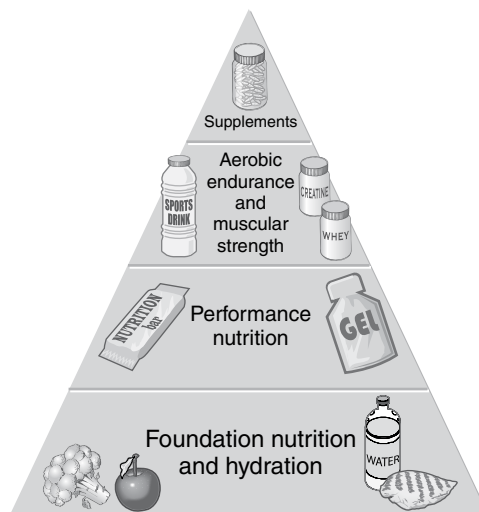 Supplements
Aerobic
endurance
and
muscular
strength
SPORTS
DRINK
CREATINE
WHEY
Performance
nutrition
NUTRITION
bar
GEL
Foundation nutrition
and hydration
WATER